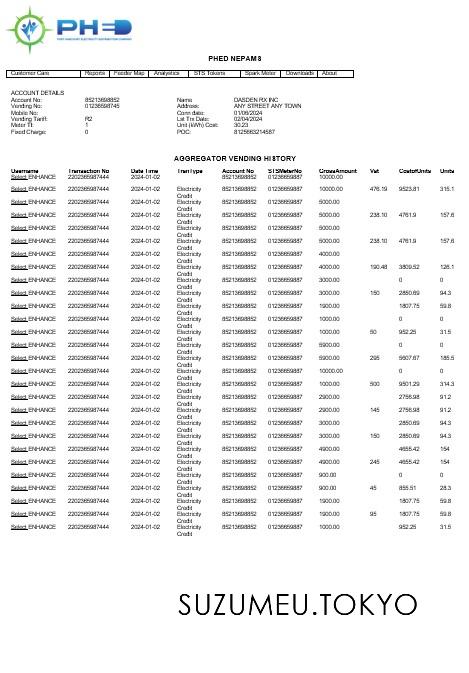 PHED
PORT HARCOURT ELECTRICITY DISTRIBUTION COMPANY
PHED NEPAMS
Customer Care Reports Feeder Map Analystics STS Tokens Spark Meter Downloads About
ACCOUNT DETAILS
Account No: 85213698852 Name DASDEN RX INC
Vending No: 01236598745 Address: ANY STREET ANY TOWN
Mobile No: Conn date: 01/06/2024
Vending Tariff: R2 Lst Trx Date: 02/04/2024
Meter Tl: 1 Unit (kWh) Cost: 30.23
Fixed Charge: 0 POC: 8125663214587
AGGREGATOR VENDING HISTORY
Username Transaction No Date Time TranType Account No STSMeterNo GrossAmount Vat CostofUnits Units
Select ENHANCE 2202365987444 2024-01-02 85213698852 01236659887 10000.00
Select ENHANCE 2202365987444 2024-01-02 Electricity 85213698852 01236659887 10000.00 476.19 9523.81 315.1
Credit
Select ENHANCE 2202365987444 2024-01-02 Electricity 85213698852 01236659887 5000.00
Credit
Select ENHANCE 2202365987444 2024-01-02 Electricity 85213698852 01236659887 5000.00 238.10 4761.9 157.6
Credit
Select ENHANCE 2202365987444 2024-01-02 Electricity 85213698852 01236659887 5000.00
Credit
Select ENHANCE 2202365987444 2024-01-02 Electricity 85213698852 01236659887 5000.00 238.10 4761.9 157.6
Credit
Select ENHANCE 2202365987444 2024-01-02 Electricity 85213698852 01236659887 4000.00
Credit
Select ENHANCE 2202365987444 2024-01-02 Electricity 85213698852 01236659887 4000.00 190.48 3809.52 126.1
Credit
Select ENHANCE 2202365987444 2024-01-02 Electricity 85213698852 01236659887 3000.00 0 0
Credit
Select ENHANCE 2202365987444 2024-01-02 Electricity 85213698852 01236659887 3000.00 150 2850.69 94.3
Credit
Select ENHANCE 2202365987444 2024-01-02 Electricity 85213698852 01236659887 1900.00 1807.75 59.8
Credit
Select ENHANCE 2202365987444 2024-01-02 Electricity 85213698852 01236659887 1000.00 0 0
Credit
Select ENHANCE 2202365987444 2024-01-02 Electricity 85213698852 01236659887 1000.00 50 952.25 31.5
Credit
Select ENHANCE 2202365987444 2024-01-02 Electricity 85213698852 01236659887 5900.00 0 0
Credit
Select ENHANCE 2202365987444 2024-01-02 Electricity 85213698852 01236659887 5900.00 295 5607.67 185.5
Credit
Select ENHANCE 2202365987444 2024-01-02 Electricity 85213698852 01236659887 10000.00 0 0
Credit
Select ENHANCE 2202365987444 2024-01-02 Electricity 85213698852 01236659887 1000.00 500 9501.29 314.3
Credit
Select ENHANCE 2202365987444 2024-01-02 Electricity 85213698852 01236659887 2900.00 2756.98 91.2
Credit
Select ENHANCE 2202365987444 2024-01-02 Electricity 85213698852 01236659887 2900.00 145 2756.98 91.2
Credit
Select ENHANCE 2202365987444 2024-01-02 Electricity 85213698852 01236659887 3000.00 2850.69 94.3
Credit
Select ENHANCE 2202365987444 2024-01-02 Electricity 85213698852 01236659887 3000.00 150 2850.69 94.3
Credit
Select ENHANCE 2202365987444 2024-01-02 Electricity 85213698852 01236659887 4900.00 4655.42 154
Credit
Select ENHANCE 2202365987444 2024-01-02 Electricity 85213698852 01236659887 4900.00 245 4655.42 154
Credit
Select ENHANCE 2202365987444 2024-01-02 Electricity 85213698852 01236659887 900.00 0 0
Credit
Select ENHANCE 2202365987444 2024-01-02 Electricity 85213698852 01236659887 900.00 45 855.51 28.3
Credit
Select ENHANCE 2202365987444 2024-01-02 Electricity 85213698852 01236659887 1900.00 1807.75 59.8
Credit
Select ENHANCE 2202365987444 2024-01-02 Electricity 85213698852 01236659887 1900.00 95 1807.75 59.8
Credit
Select ENHANCE 2202365987444 2024-01-02 Electricity 85213698852 01236659887 1000.00 952.25 31.5
Credit
SUZUMEU.TOKYO